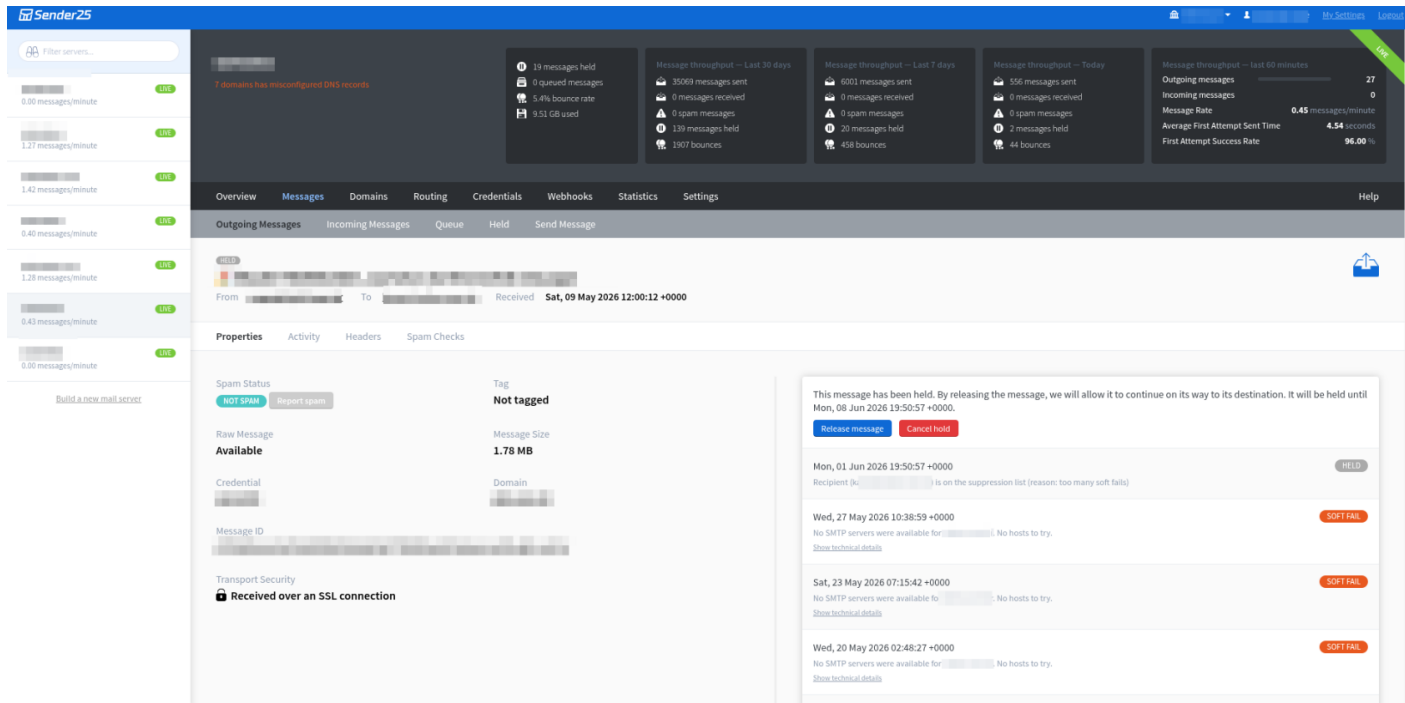 Sender25
My Settings
Logout
Filter servers...
LIVE
0.00 messages/minute
LIVE
1.27 messages/minute
LIVE
1.42 messages/minute
LIVE
0.40 messages/minute
LIVE
1.28 messages/minute
LIVE
0.43 messages/minute
LIVE
0.00 messages/minute
Build a new mail server
7 domains has misconfigured DNS records
19 messages held
0 queued messages
5.4% bounce rate
9.51 GB used
Message throughput — Last 30 days
35069 messages sent
0 messages received
0 spam messages
139 messages held
1907 bounces
Message throughput — Last 7 days
6001 messages sent
0 messages received
0 spam messages
20 messages held
458 bounces
Message throughput — Today
556 messages sent
0 messages received
0 spam messages
2 messages held
44 bounces
Message throughput — last 60 minutes
Outgoing messages 27
Incoming messages 0
Message Rate 0.45 messages/minute
Average First Attempt Sent Time 4.54 seconds
First Attempt Success Rate 96.00 %
LIVE
Overview Messages Domains Routing Credentials Webhooks Statistics Settings Help
Outgoing Messages Incoming Messages Queue Held Send Message
HELD
From To Received Sat, 09 May 2026 12:00:12 +0000
Properties Activity Headers Spam Checks
Spam Status
NOT SPAM Report spam
Tag
Not tagged
Raw Message
Available
Message Size
1.78 MB
Credential
Domain
Message ID
Transport Security
Received over an SSL connection
This message has been held. By releasing the message, we will allow it to continue on its way to its destination. It will be held until
Mon, 08 Jun 2026 19:50:57 +0000.
Release message Cancel hold
Mon, 01 Jun 2026 19:50:57 +0000 HELD
Recipient ( ) is on the suppression list (reason: too many soft fails)
Wed, 27 May 2026 10:38:59 +0000 SOFT FAIL
No SMTP servers were available for . No hosts to try.
Show technical details
Sat, 23 May 2026 07:15:42 +0000 SOFT FAIL
No SMTP servers were available fo . No hosts to try.
Show technical details
Wed, 20 May 2026 02:48:27 +0000 SOFT FAIL
No SMTP servers were available for . No hosts to try.
Show technical details